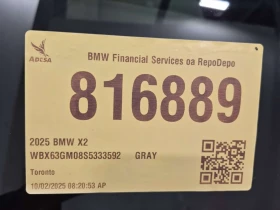 ADESA
BMW Financial Services oa RepoDepo
816889
2025 BMW X2
WBX63GM08S5333592 GRAY
Toronto
10/02/2025 08:20:53 AP